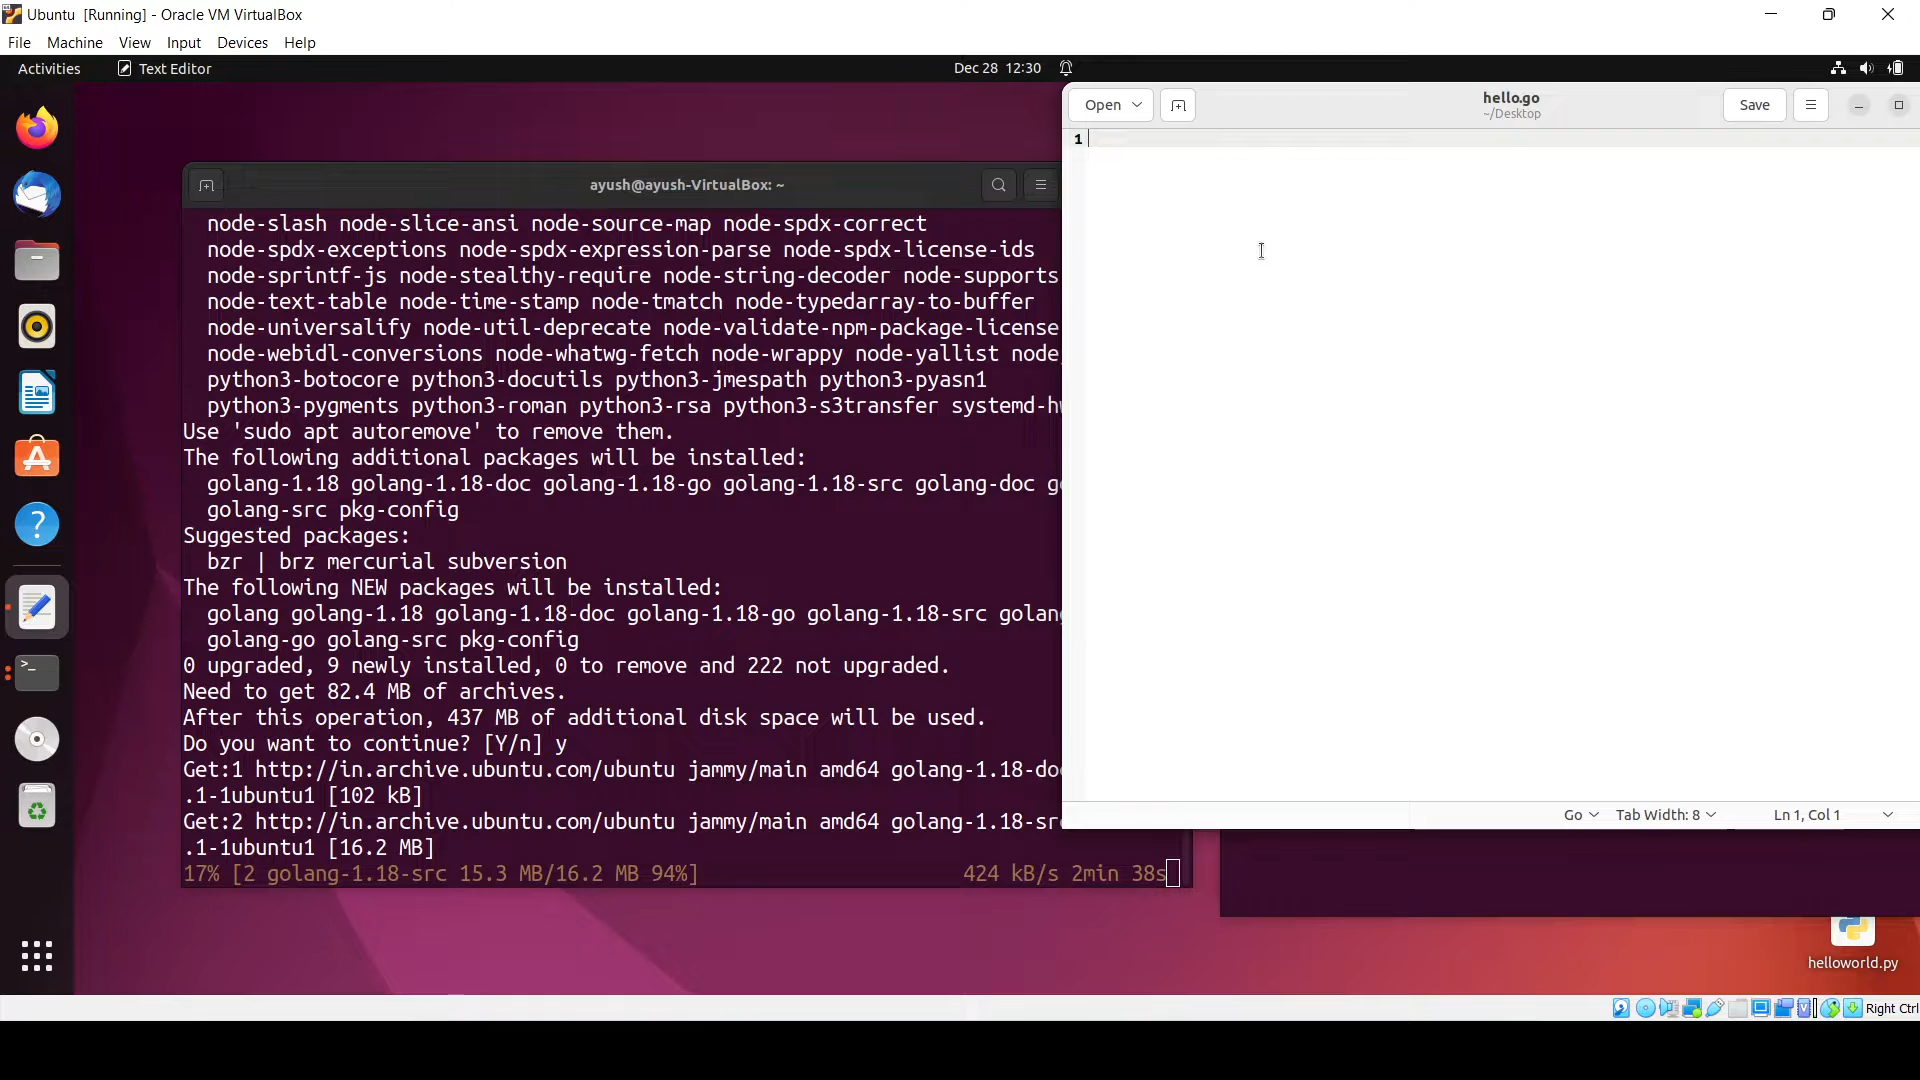 Ubuntu [Running] - Oracle VM VirtualBox
File Machine View Input Devices Help
Activities Text Editor Dec 28 12:30
Open hello.go Save
~/Desktop
1
ayush@ayush-VirtualBox: ~
node-slash node-slice-ansi node-source-map node-spdx-correct
node-spdx-exceptions node-spdx-expression-parse node-spdx-license-ids
node-sprintf-js node-stealthy-require node-string-decoder node-supports
node-text-table node-time-stamp node-tmatch node-typedarray-to-buffer
node-universalify node-util-deprecate node-validate-npm-package-license
node-webidl-conversions node-whatwg-fetch node-wrappy node-yallist node
python3-botocore python3-docutils python3-jmespath python3-pyasn1
python3-pygments python3-roman python3-rsa python3-s3transfer
Use 'sudo apt autoremove' to remove them.
The following additional packages will be installed:
golang-1.18 golang-1.18-doc golang-1.18-go golang-1.18-src golang-doc
golang-src pkg-config
Suggested packages:
bzr | brz mercurial subversion
The following NEW packages will be installed:
golang golang-1.18 golang-1.18-doc golang-1.18-go golang-1.18-src
golang-go golang-src pkg-config
0 upgraded, 9 newly installed, 0 to remove and 222 not upgraded.
Need to get 82.4 MB of archives.
After this operation, 437 MB of additional disk space will be used.
Do you want to continue? [Y/n] y
Get:1 http://in.archive.ubuntu.com/ubuntu jammy/main amd64
.1-1ubuntu1 [102 kB]
Get:2 http://in.archive.ubuntu.com/ubuntu jammy/main amd64
.1-1ubuntu1 [16.2 MB]
17% [2 golang-1.18-src 15.3 MB/16.2 MB 94%] 424 kB/s 2min 38s
Go Tab Width: 8 Ln 1, Col 1
helloworld.py
Right Ctrl